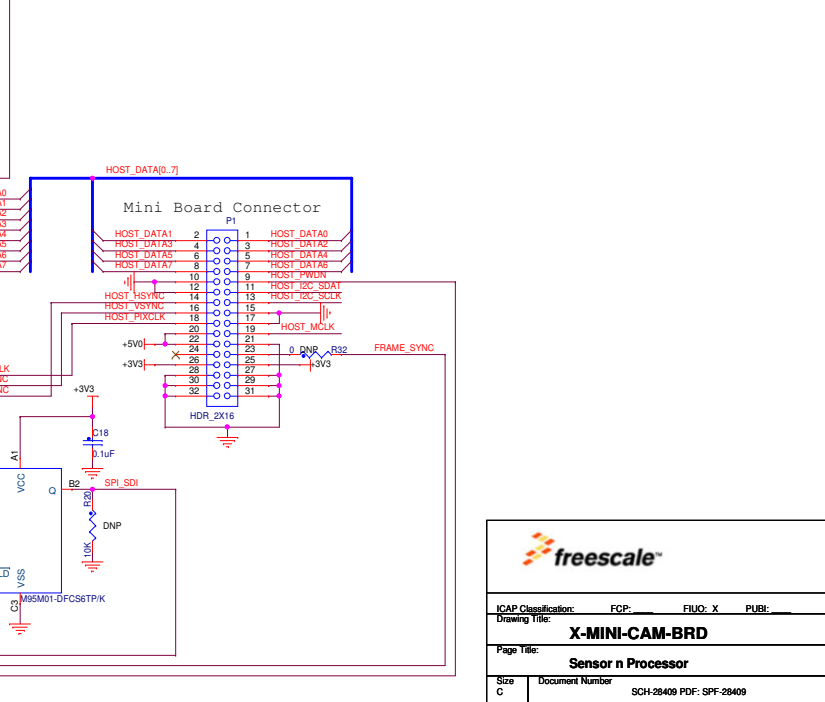 HOST_DATA[0..7]
Mini Board Connector
P1
HOST_DATA1 2 1 HOST_DATA0
HOST_DATA3 4 3 HOST_DATA2
HOST_DATA5 6 5 HOST_DATA4
HOST_DATA7 8 7 HOST_DATA6
10 9 HOST_PWDN
12 11 HOST_I2C_SDAT
HOST_HSYNC 14 13 HOST_I2C_SCLK
HOST_VSYNC 16 15
HOST_PIXCLK 18 17
20 19 HOST_MCLK
+5V0 22 21
24 23 0 DNP R32 FRAME_SYNC
+3V3 26 25 +3V3
28 27
30 29
32 31
HDR_2X16
+3V3
C18
0.1uF
A1
VCC
Q B2 SPI_SDI
R20
DNP
10K
VSS
C3
M95M01-DFCS6TP/K
freescale™
ICAP Classification: FCP: ____ FIUO: X PUBI: ____
Drawing Title:
X-MINI-CAM-BRD
Page Title:
Sensor n Processor
Size Document Number
C SCH-28409 PDF: SPF-28409